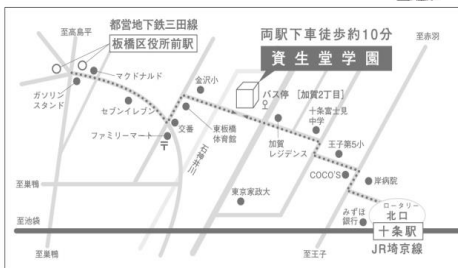 至高島平
都営地下鉄三田線
板橋区役所前駅
両駅下車徒歩約10分
資生堂学園
至赤羽
マクドナルド
ガソリン
スタンド
セブンイレブン
ファミリーマート
〒
交番
金沢小
東板橋
体育館
石神井川
バス停 [加賀2丁目]
加賀
レジデンス
十条富士見
中学
王子第5小
COCO'S
岸病院
至巣鴨
東京家政大
みずほ
銀行
ロータリー
北口
十条駅
JR埼京線
至池袋
至巣鴨
至王子